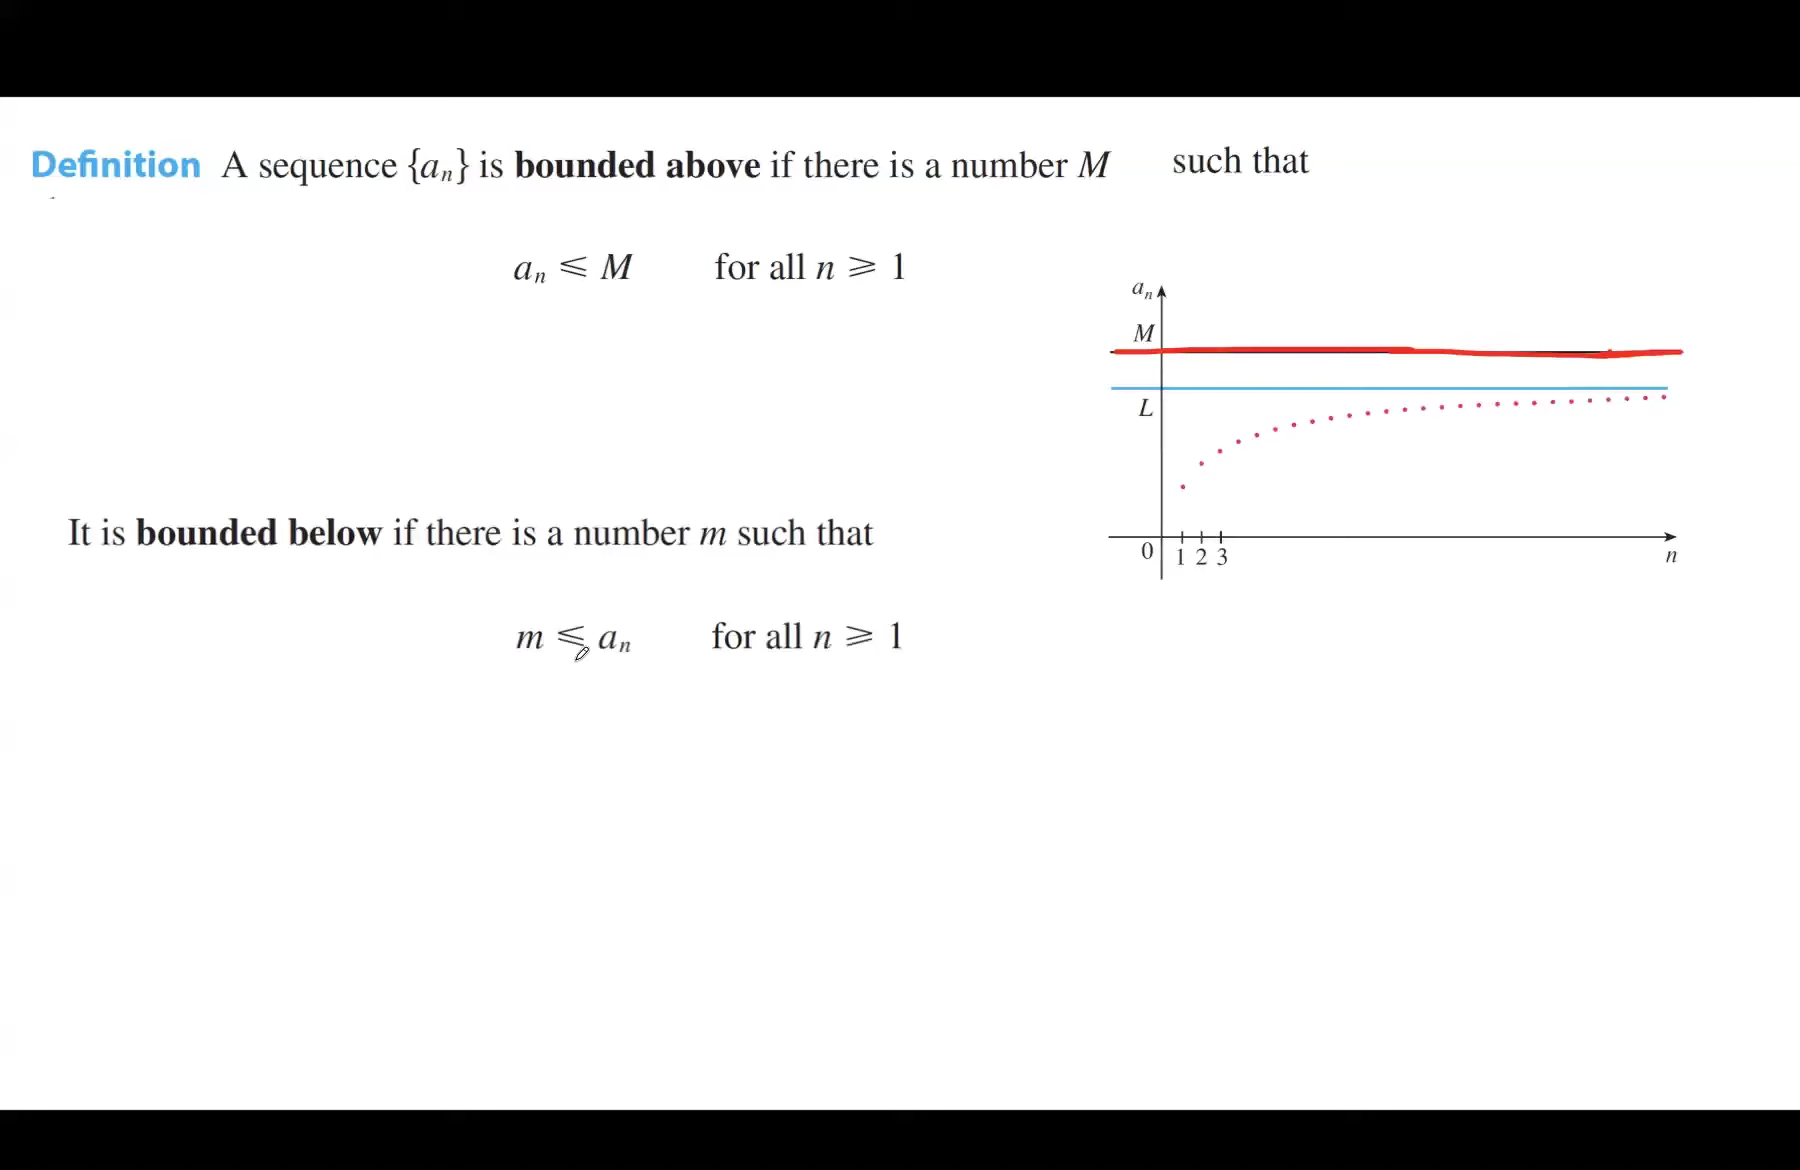 Definition A sequence {aₙ} is bounded above if there is a number M such that
aₙ ⩽ M for all n ⩾ 1
aₙ
M
L
0 1 2 3 n
It is bounded below if there is a number m such that
m ⩽ aₙ for all n ⩾ 1